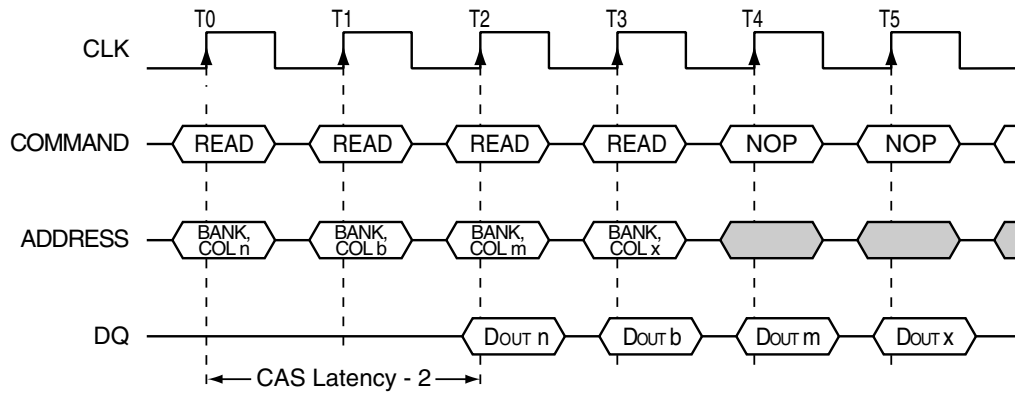 T0 T1 T2 T3 T4 T5
CLK
COMMAND READ READ READ READ NOP NOP
ADDRESS BANK, COL n BANK, COL b BANK, COL m BANK, COL x
DQ DOUT n DOUT b DOUT m DOUT x
CAS Latency - 2